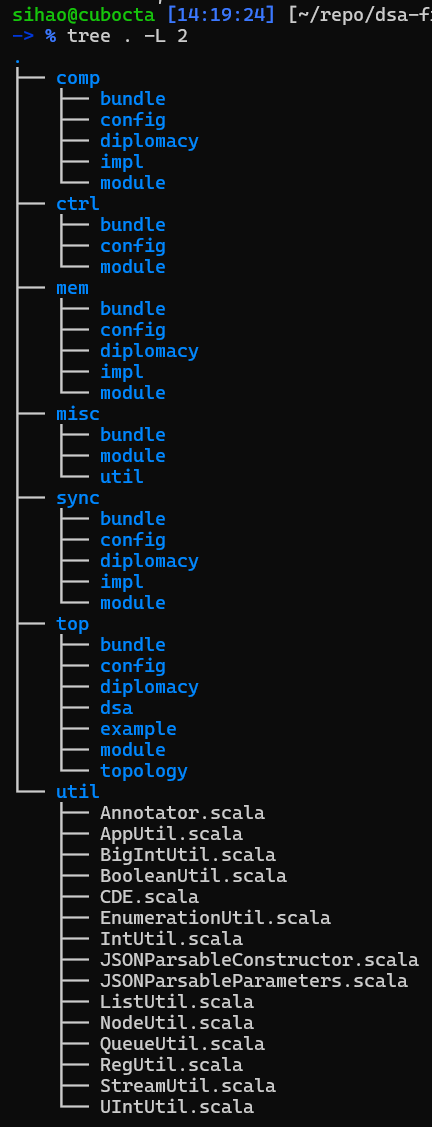 sihao@cubocta [14:19:24] [~/repo/dsa-f
-> % tree . -L 2
.
├── comp
│   ├── bundle
│   ├── config
│   ├── diplomacy
│   ├── impl
│   └── module
├── ctrl
│   ├── bundle
│   ├── config
│   └── module
├── mem
│   ├── bundle
│   ├── config
│   ├── diplomacy
│   ├── impl
│   └── module
├── misc
│   ├── bundle
│   ├── module
│   └── util
├── sync
│   ├── bundle
│   ├── config
│   ├── diplomacy
│   ├── impl
│   └── module
├── top
│   ├── bundle
│   ├── config
│   ├── diplomacy
│   ├── dsa
│   ├── example
│   ├── module
│   └── topology
└── util
    ├── Annotator.scala
    ├── AppUtil.scala
    ├── BigIntUtil.scala
    ├── BooleanUtil.scala
    ├── CDE.scala
    ├── EnumerationUtil.scala
    ├── IntUtil.scala
    ├── JSONParsableConstructor.scala
    ├── JSONParsableParameters.scala
    ├── ListUtil.scala
    ├── NodeUtil.scala
    ├── QueueUtil.scala
    ├── RegUtil.scala
    ├── StreamUtil.scala
    └── UIntUtil.scala